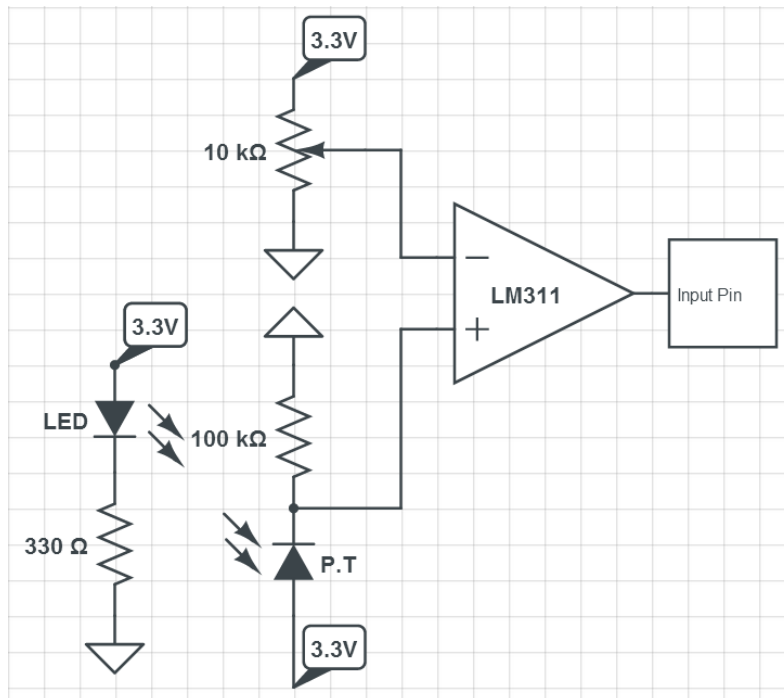 3.3V
10 kΩ
−
LM311
Input Pin
+
3.3V
LED
100 kΩ
330 Ω
P.T
3.3V